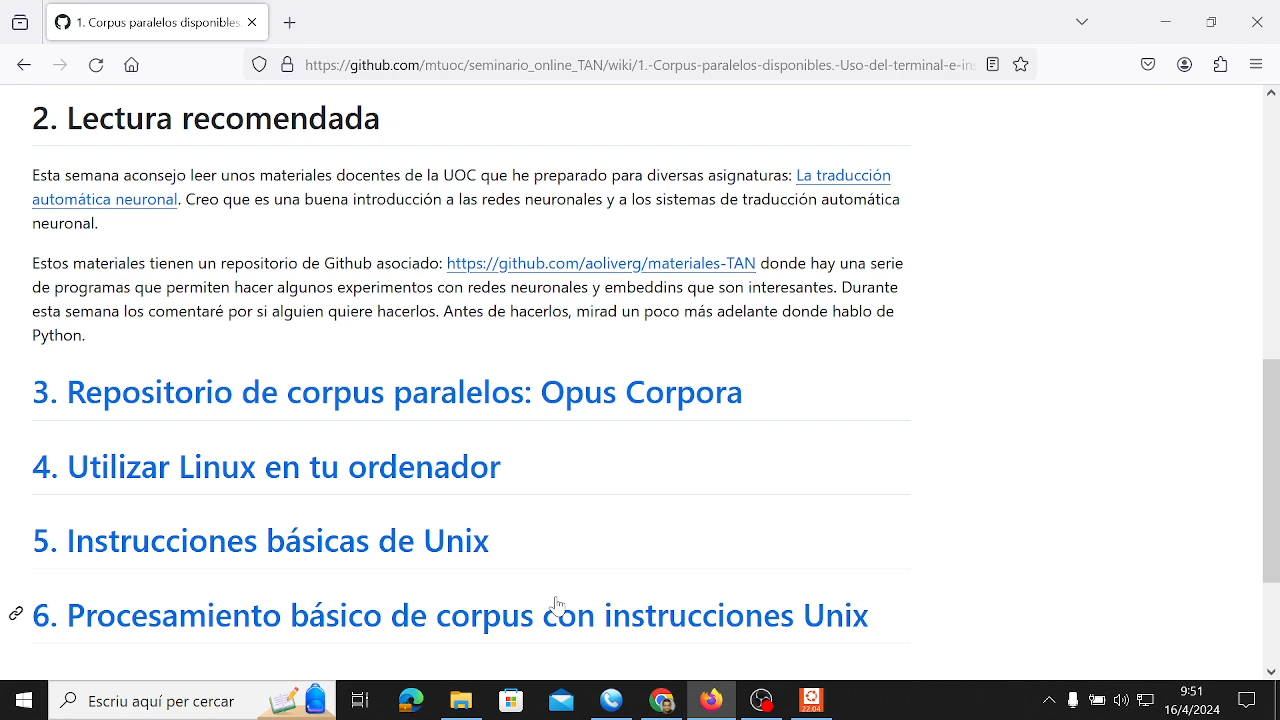 1. Corpus paralelos disponibles
https://github.com/mtuoc/seminario_online_TAN/wiki/1.-Corpus-paralelos-disponibles.-Uso-del-terminal-e-in
2. Lectura recomendada
Esta semana aconsejo leer unos materiales docentes de la UOC que he preparado para diversas asignaturas: La traducción
automática neuronal. Creo que es una buena introducción a las redes neuronales y a los sistemas de traducción automática
neuronal.
Estos materiales tienen un repositorio de Github asociado: https://github.com/aoliverg/materiales-TAN donde hay una serie
de programas que permiten hacer algunos experimentos con redes neuronales y embeddins que son interesantes. Durante
esta semana los comentaré por si alguien quiere hacerlos. Antes de hacerlos, mirad un poco más adelante donde hablo de
Python.
3. Repositorio de corpus paralelos: Opus Corpora
4. Utilizar Linux en tu ordenador
5. Instrucciones básicas de Unix
6. Procesamiento básico de corpus con instrucciones Unix
Escriu aquí per cercar
22.04
9:51
16/4/2024